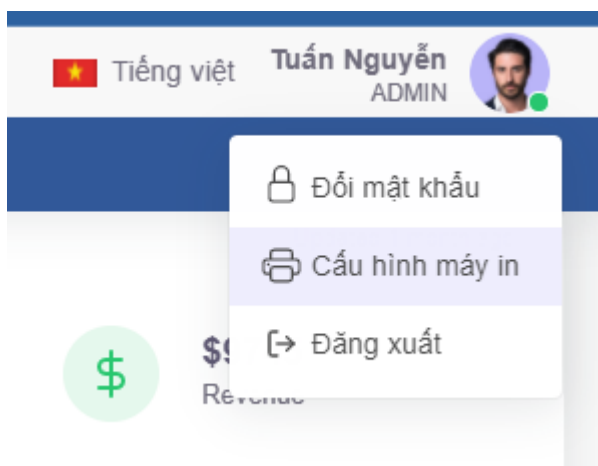 Tiếng việt
Tuấn Nguyễn
ADMIN
Đổi mật khẩu
Cấu hình máy in
Đăng xuất
$
Revenue